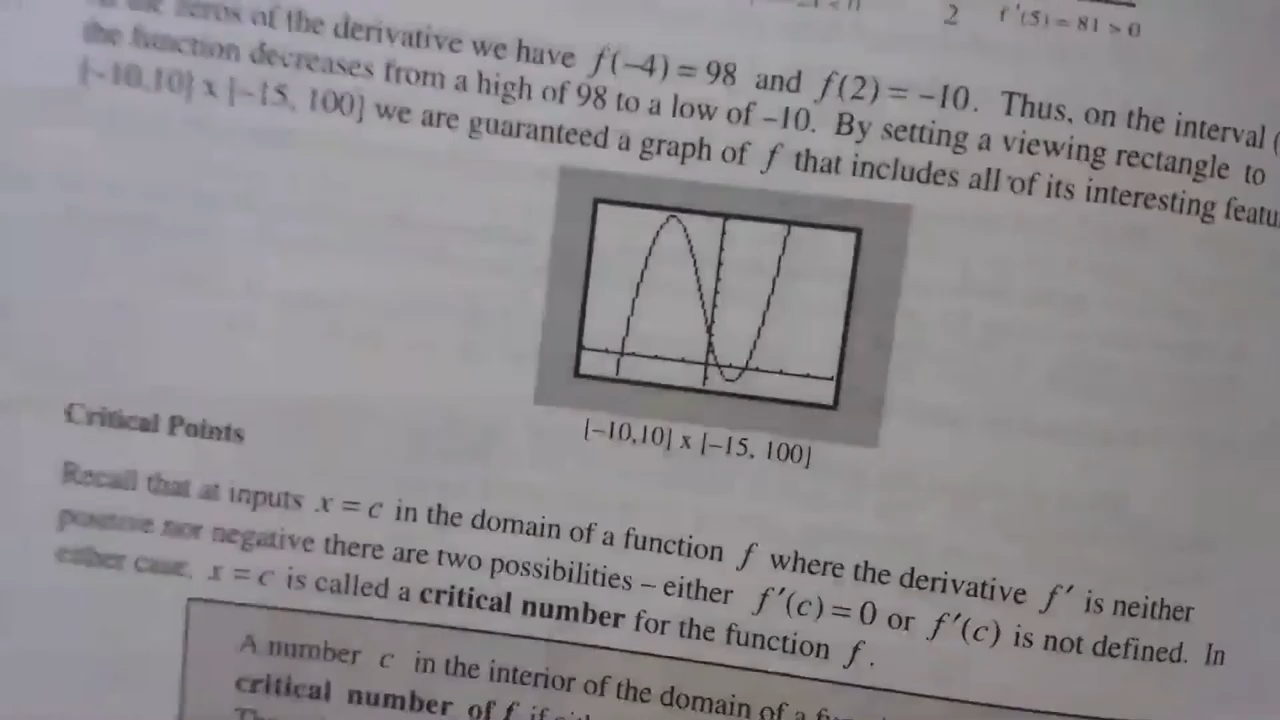 2 f'(5) = 81 > 0
zeros of the derivative we have f(−4) = 98 and f(2) = −10. Thus, on the interval (
the function decreases from a high of 98 to a low of −10. By setting a viewing rectangle to
[−10,10] x [−15, 100] we are guaranteed a graph of f that includes all of its interesting featu
[−10,10] x [−15, 100]
Critical Points
Recall that at inputs x = c in the domain of a function f where the derivative f' is neither
positive nor negative there are two possibilities – either f'(c) = 0 or f'(c) is not defined. In
either case, x = c is called a critical number for the function f.
A number c in the interior of the domain of a
critical number of f if